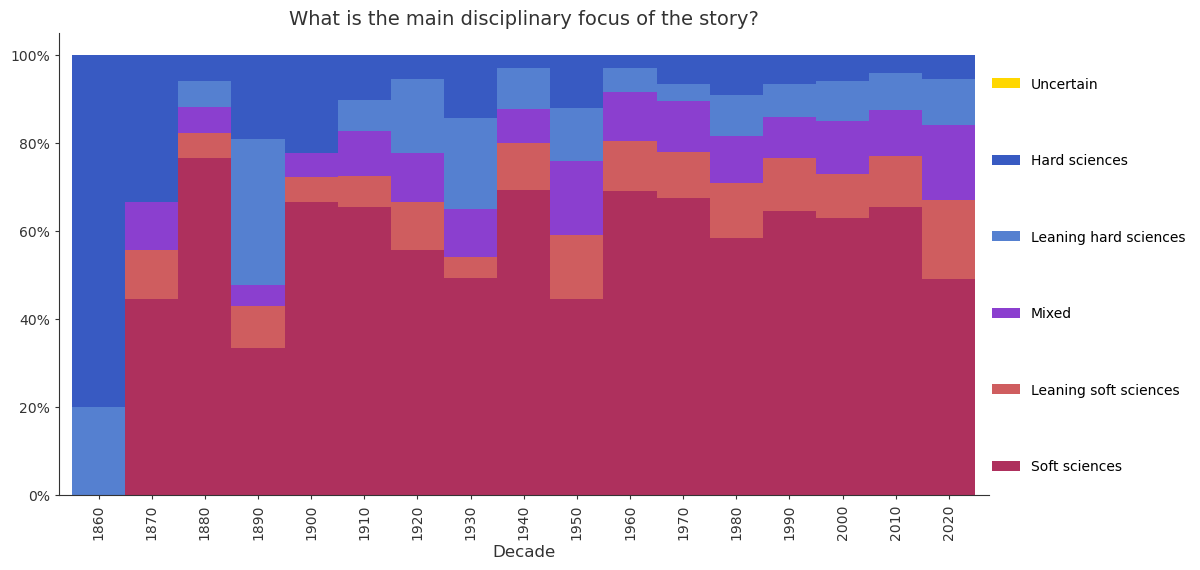 What is the main disciplinary focus of the story?
100%
80%
60%
40%
20%
0%
1860
1870
1880
1890
1900
1910
1920
1930
1940
1950
1960
1970
1980
1990
2000
2010
2020
Decade
Uncertain
Hard sciences
Leaning hard sciences
Mixed
Leaning soft sciences
Soft sciences